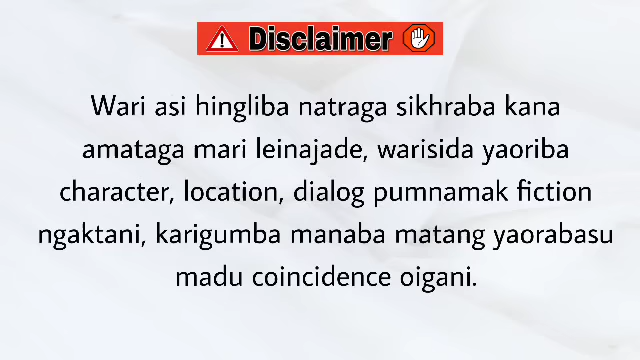 Disclaimer
Wari asi hingliba natraga sikhraba kana
amataga mari leinajade, warisida yaoriba
character, location, dialog pumnamak fiction
ngaktani, karigumba manaba matang yaorabasu
madu coincidence oigani.